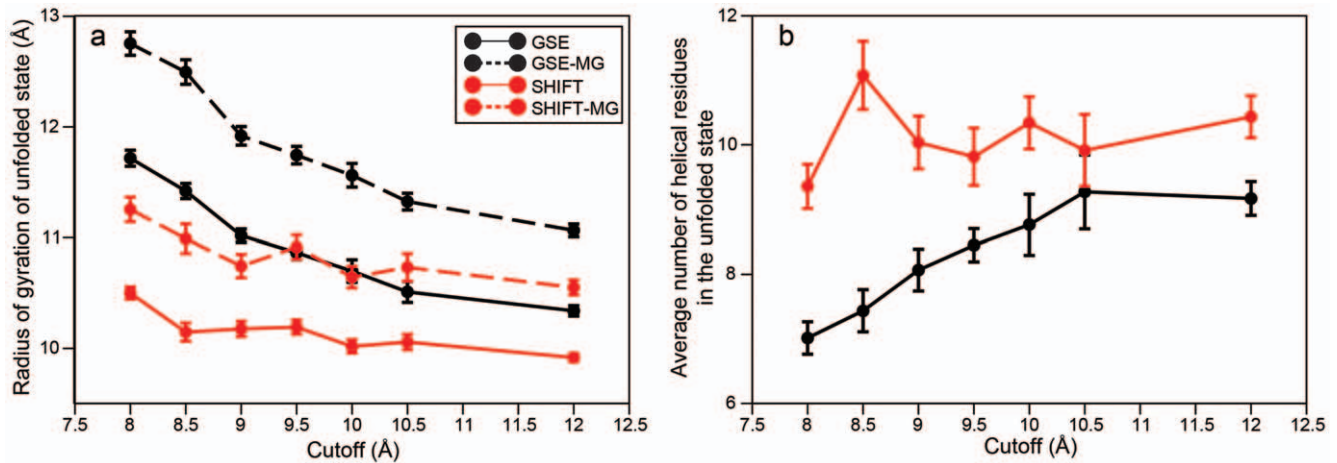 a
GSE
GSE-MG
SHIFT
SHIFT-MG
Radius of gyration of unfolded state (Å)
13
12
11
10
7.5 8 8.5 9 9.5 10 10.5 11 11.5 12 12.5
Cutoff (Å)
b
Average number of helical residues
in the unfolded state
12
10
8
6
7.5 8 8.5 9 9.5 10 10.5 11 11.5 12 12.5
Cutoff (Å)